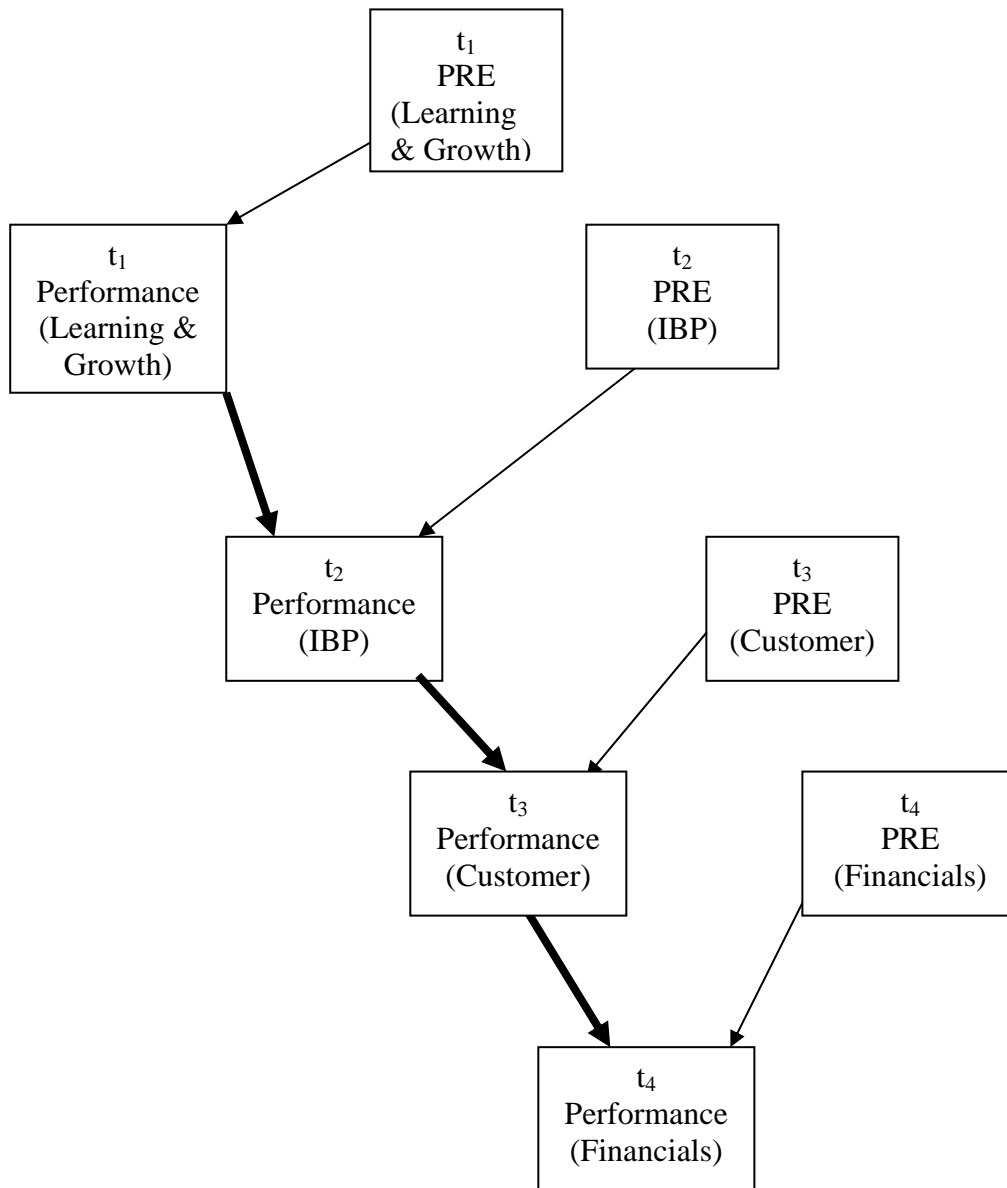 t₁
PRE
(Learning
& Growth)
t₁
Performance
(Learning &
Growth)
t₂
PRE
(IBP)
t₂
Performance
(IBP)
t₃
PRE
(Customer)
t₃
Performance
(Customer)
t₄
PRE
(Financials)
t₄
Performance
(Financials)